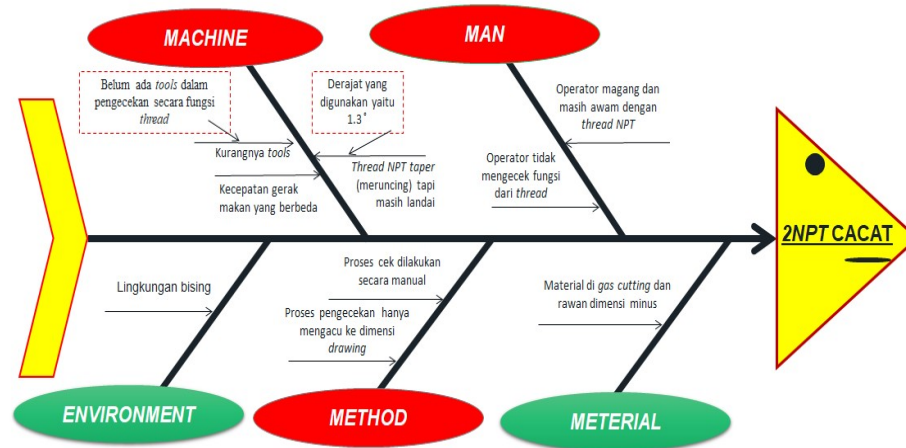 MACHINE
MAN
Belum ada tools dalam
pengecekan secara fungsi
thread
Derajat yang
digunakan yaitu
1.3˚
Kurangnya tools
Kecepatan gerak
makan yang berbeda
Thread NPT taper
(meruncing) tapi
masih landai
Operator magang dan
masih awam dengan
thread NPT
Operator tidak
mengecek fungsi
dari thread
2NPT CACAT
Lingkungan bising
Proses cek dilakukan
secara manual
Proses pengecekan hanya
mengacu ke dimensi
drawing
Material di gas cutting dan
rawan dimensi minus
ENVIRONMENT
METHOD
METERIAL